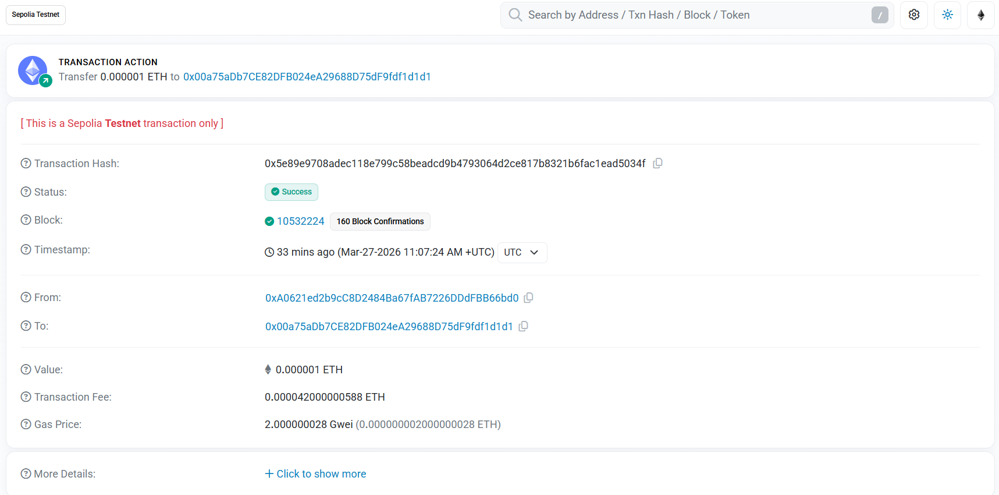 Sepolia Testnet
Search by Address / Txn Hash / Block / Token
/
TRANSACTION ACTION
Transfer 0.000001 ETH to 0x00a75aDb7CE82DFB024eA29688D75dF9fdf1d1d1
[ This is a Sepolia Testnet transaction only ]
Transaction Hash: 0x5e89e9708adec118e799c58beadcd9b4793064d2ce817b8321b6fac1ead5034f
Status: Success
Block: 10532224 160 Block Confirmations
Timestamp: 33 mins ago (Mar-27-2026 11:07:24 AM +UTC) UTC
From: 0xA0621ed2b9cC8D2484Ba67fAB7226DDdFBB66bd0
To: 0x00a75aDb7CE82DFB024eA29688D75dF9fdf1d1d1
Value: 0.000001 ETH
Transaction Fee: 0.000042000000588 ETH
Gas Price: 2.000000028 Gwei (0.000000002000000028 ETH)
More Details: + Click to show more